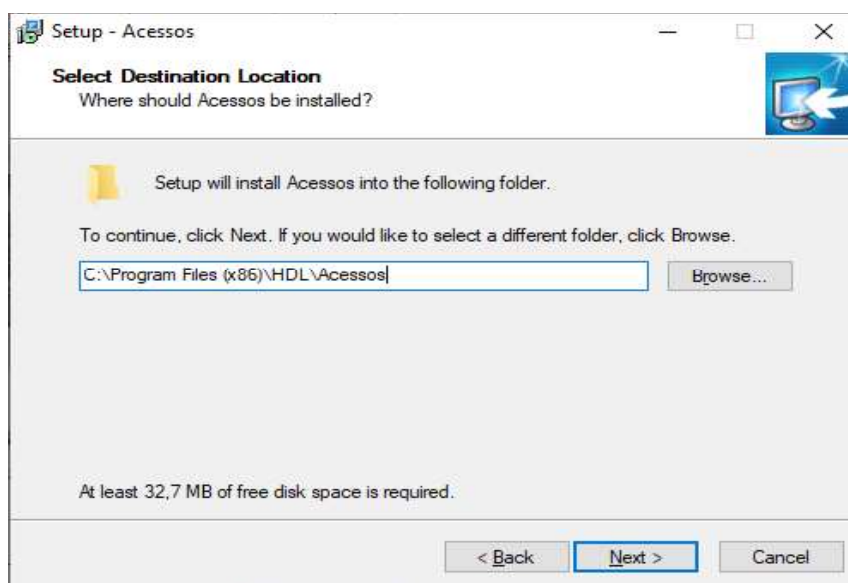 Setup - Acessos
Select Destination Location
Where should Acessos be installed?
Setup will install Acessos into the following folder.
To continue, click Next. If you would like to select a different folder, click Browse.
C:\Program Files (x86)\HDL\Acessos
Browse...
At least 32,7 MB of free disk space is required.
< Back
Next >
Cancel